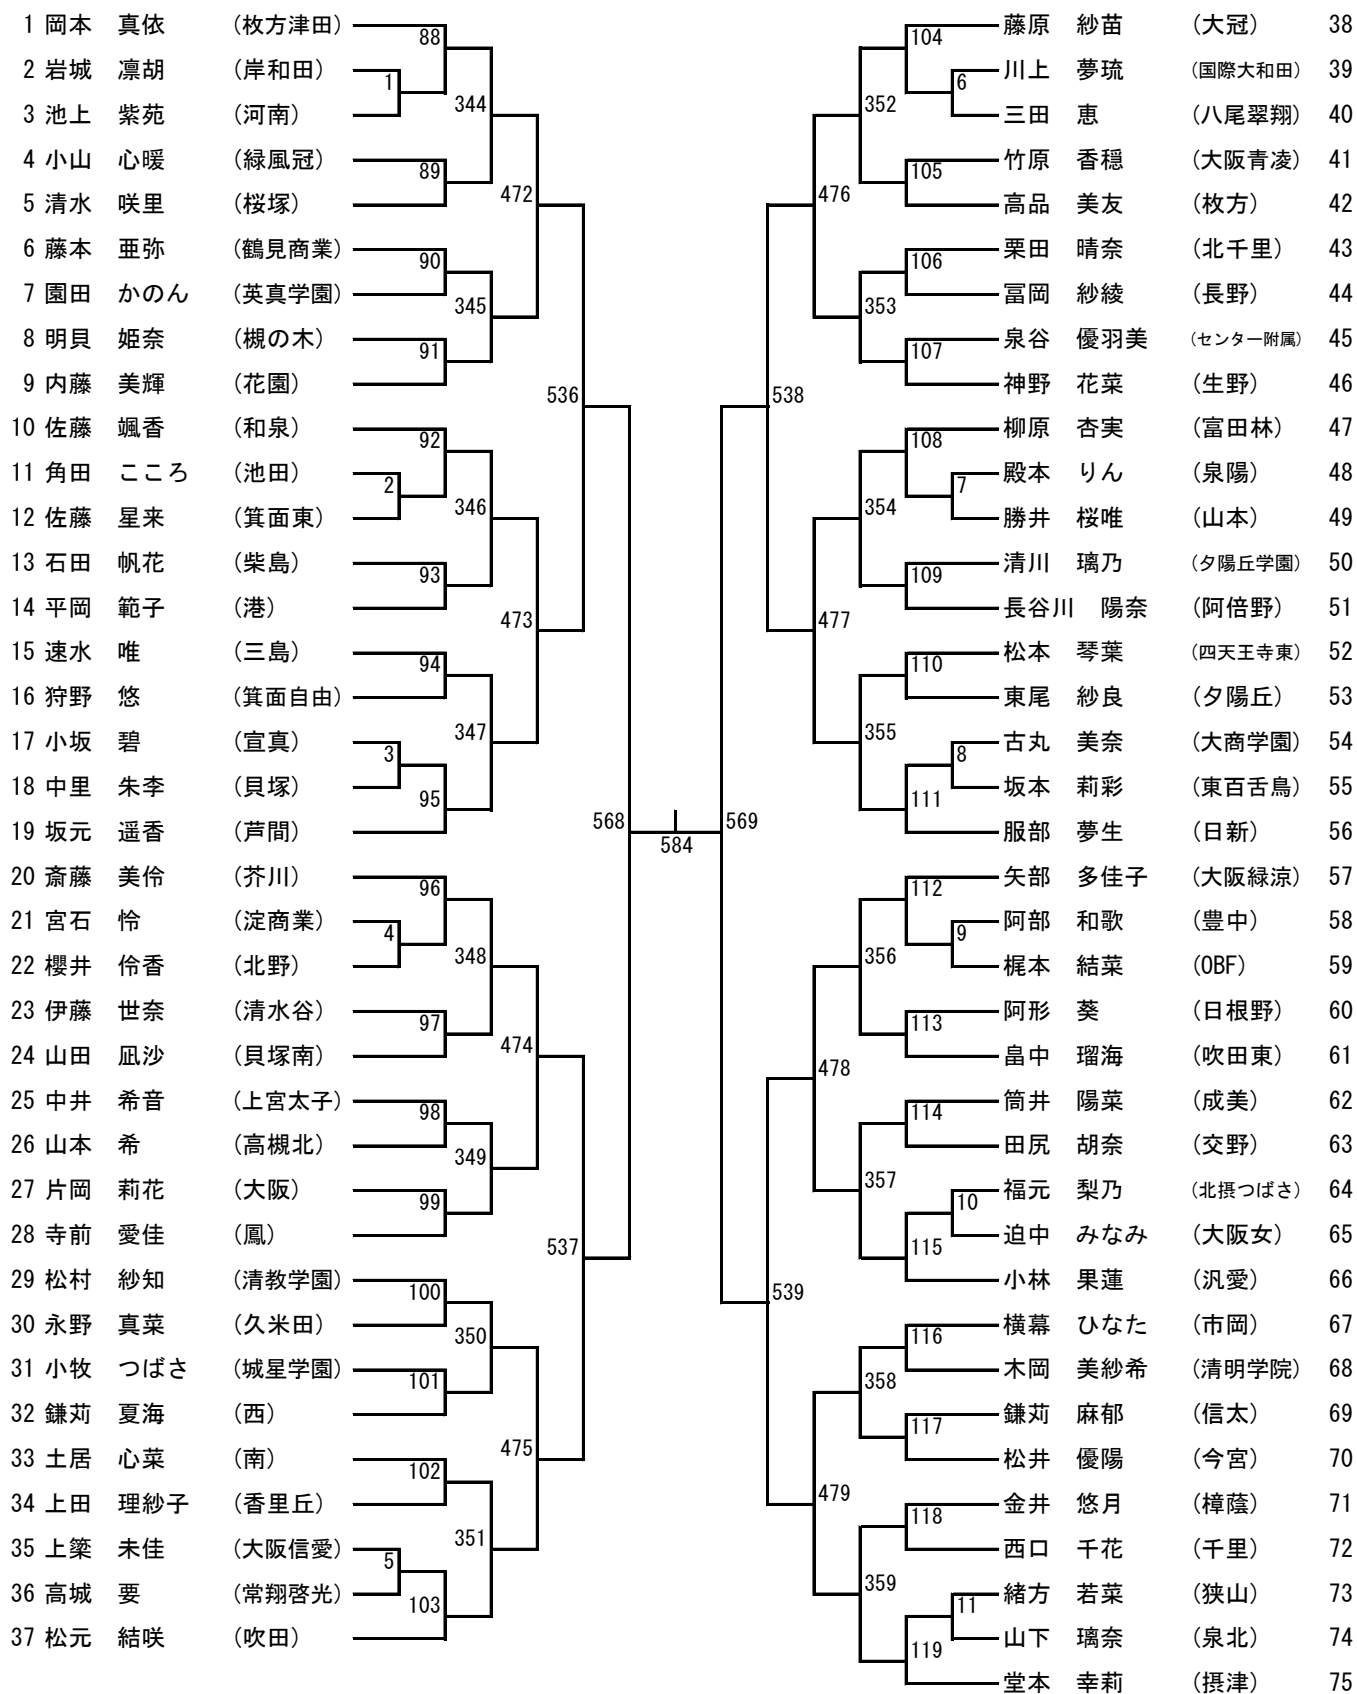 1 岡本 真依 (枚方津田)
2 岩城 凛胡 (岸和田)
3 池上 紫苑 (河南)
4 小山 心暖 (緑風冠)
5 清水 咲里 (桜塚)
6 藤本 亜弥 (鶴見商業)
7 園田 かのん (英真学園)
8 明貝 姫奈 (槻の木)
9 内藤 美輝 (花園)
10 佐藤 颯香 (和泉)
11 角田 こころ (池田)
12 佐藤 星来 (箕面東)
13 石田 帆花 (柴島)
14 平岡 範子 (港)
15 速水 唯 (三島)
16 狩野 悠 (箕面自由)
17 小坂 碧 (宣真)
18 中里 朱李 (貝塚)
19 坂元 遥香 (芦間)
20 斎藤 美伶 (芥川)
21 宮石 怜 (淀商業)
22 櫻井 伶香 (北野)
23 伊藤 世奈 (清水谷)
24 山田 凪沙 (貝塚南)
25 中井 希音 (上宮太子)
26 山本 希 (高槻北)
27 片岡 莉花 (大阪)
28 寺前 愛佳 (鳳)
29 松村 紗知 (清教学園)
30 永野 真菜 (久米田)
31 小牧 つばさ (城星学園)
32 鎌苅 夏海 (西)
33 土居 心菜 (南)
34 上田 理紗子 (香里丘)
35 上簗 未佳 (大阪信愛)
36 高城 要 (常翔啓光)
37 松元 結咲 (吹田)
88
1
344
89
472
90
345
91
536
92
2
346
93
473
94
347
3
95
568
96
4
348
97
474
98
349
99
537
100
350
101
475
102
351
5
103
584
569
104
6
352
105
476
106
353
107
538
108
7
354
109
477
110
355
8
111
112
9
356
113
478
114
357
10
115
539
116
358
117
479
118
359
11
119
藤原 紗苗 (大冠) 38
川上 夢琉 (国際大和田) 39
三田 恵 (八尾翠翔) 40
竹原 香穏 (大阪青凌) 41
高品 美友 (枚方) 42
栗田 晴奈 (北千里) 43
冨岡 紗綾 (長野) 44
泉谷 優羽美 (センター附属) 45
神野 花菜 (生野) 46
柳原 杏実 (富田林) 47
殿本 りん (泉陽) 48
勝井 桜唯 (山本) 49
清川 璃乃 (夕陽丘学園) 50
長谷川 陽奈 (阿倍野) 51
松本 琴葉 (四天王寺東) 52
東尾 紗良 (夕陽丘) 53
古丸 美奈 (大商学園) 54
坂本 莉彩 (東百舌鳥) 55
服部 夢生 (日新) 56
矢部 多佳子 (大阪緑涼) 57
阿部 和歌 (豊中) 58
梶本 結菜 (OBF) 59
阿形 葵 (日根野) 60
畠中 瑠海 (吹田東) 61
筒井 陽菜 (成美) 62
田尻 胡奈 (交野) 63
福元 梨乃 (北摂つばさ) 64
迫中 みなみ (大阪女) 65
小林 果蓮 (汎愛) 66
横幕 ひなた (市岡) 67
木岡 美紗希 (清明学院) 68
鎌苅 麻郁 (信太) 69
松井 優陽 (今宮) 70
金井 悠月 (樟蔭) 71
西口 千花 (千里) 72
緒方 若菜 (狭山) 73
山下 璃奈 (泉北) 74
堂本 幸莉 (摂津) 75